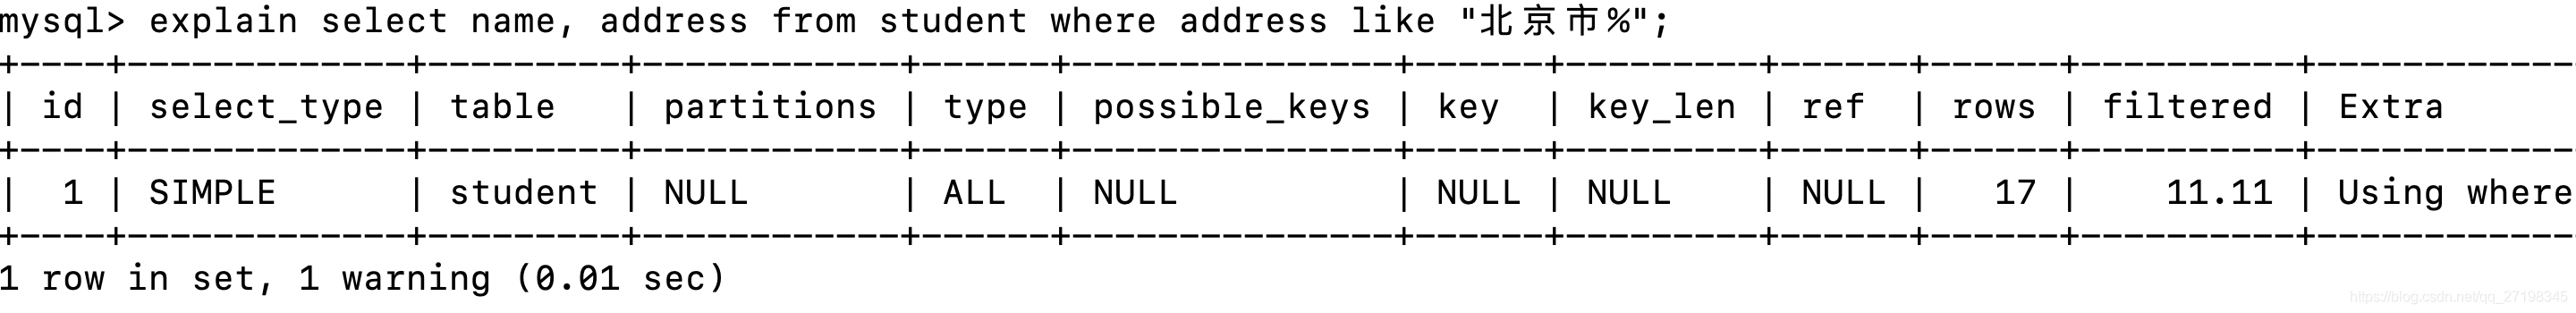 mysql> explain select name, address from student where address like "北京市%";
+----+-------------+---------+------------+------+---------------+------+---------+------+------+----------+------------
| id | select_type | table   | partitions | type | possible_keys | key  | key_len | ref  | rows | filtered | Extra
+----+-------------+---------+------------+------+---------------+------+---------+------+------+----------+------------
|  1 | SIMPLE      | student | NULL       | ALL  | NULL          | NULL | NULL    | NULL |   17 |    11.11 | Using where
+----+-------------+---------+------------+------+---------------+------+---------+------+------+----------+------------
1 row in set, 1 warning (0.01 sec)
https://blog.csdn.net/qq_27198345